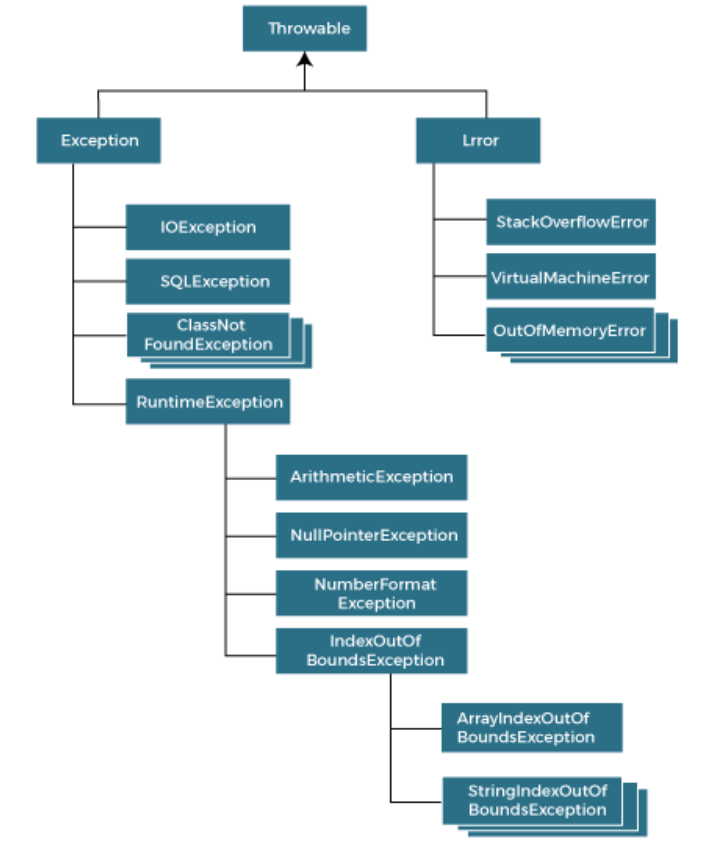 Throwable
Exception
Lrror
IOException
StackOverflowError
SQLException
VirtualMachineError
ClassNot
FoundException
OutOfMemoryError
RuntimeException
ArithmeticException
NullPointerException
NumberFormat
Exception
IndexOutOf
BoundsException
ArrayIndexOutOf
BoundsException
StringIndexOutOf
BoundsException